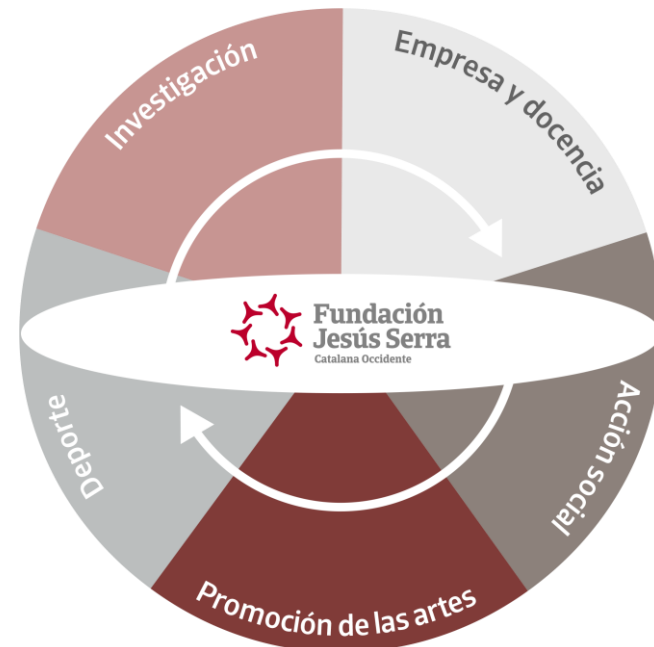 Investigación
Empresa y docencia
Fundación
Jesús Serra
Catalana Occidente
Deporte
Acción social
Promoción de las artes